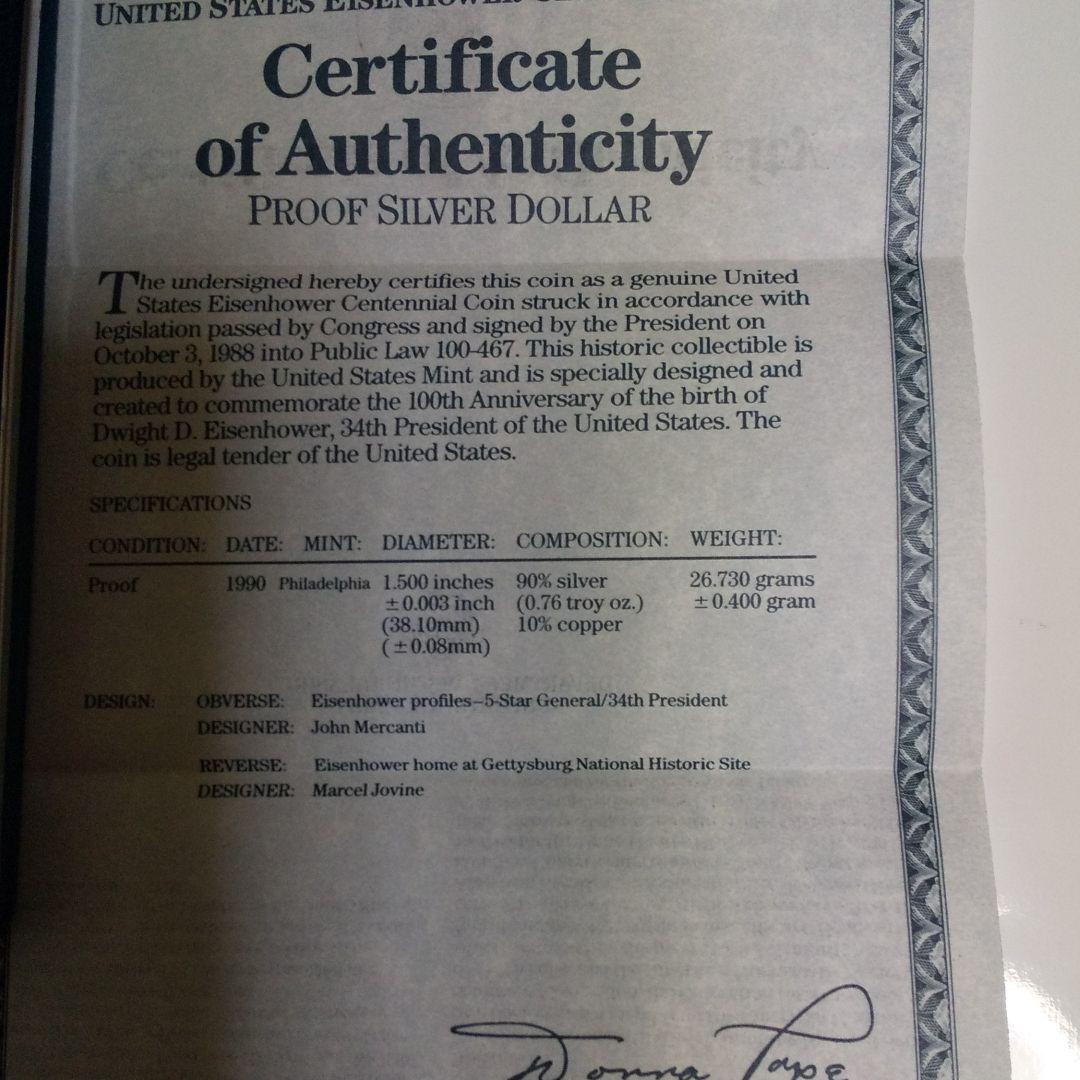 UNITED STATES EISENHOWER
Certificate
of Authenticity
PROOF SILVER DOLLAR
The undersigned hereby certifies this coin as a genuine United
States Eisenhower Centennial Coin struck in accordance with
legislation passed by Congress and signed by the President on
October 3, 1988 into Public Law 100-467. This historic collectible is
produced by the United States Mint and is specially designed and
created to commemorate the 100th Anniversary of the birth of
Dwight D. Eisenhower, 34th President of the United States. The
coin is legal tender of the United States.
SPECIFICATIONS
CONDITION: DATE: MINT: DIAMETER: COMPOSITION: WEIGHT:
Proof 1990 Philadelphia 1.500 inches 90% silver 26.730 grams
±0.003 inch (0.76 troy oz.) ±0.400 gram
(38.10mm) 10% copper
(±0.08mm)
DESIGN: OBVERSE: Eisenhower profiles–5-Star General/34th President
DESIGNER: John Mercanti
REVERSE: Eisenhower home at Gettysburg National Historic Site
DESIGNER: Marcel Jovine
Donna Pope